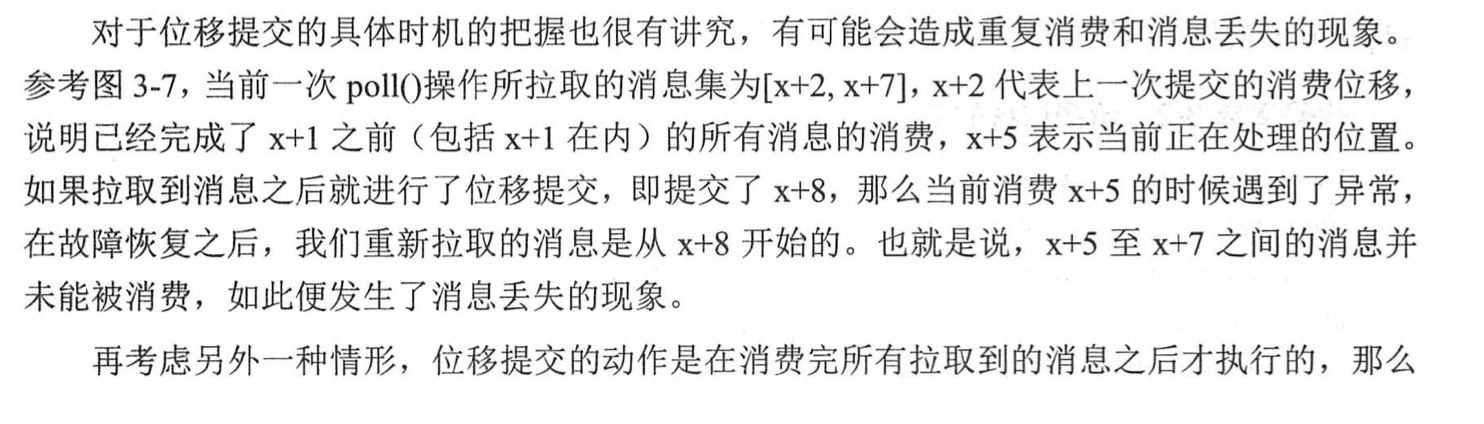 对于位移提交的具体时机的把握也很有讲究，有可能会造成重复消费和消息丢失的现象。
参考图 3-7，当前一次 poll()操作所拉取的消息集为[x+2, x+7]，x+2 代表上一次提交的消费位移，
说明已经完成了 x+1 之前（包括 x+1 在内）的所有消息的消费，x+5 表示当前正在处理的位置。
如果拉取到消息之后就进行了位移提交，即提交了 x+8，那么当前消费 x+5 的时候遇到了异常，
在故障恢复之后，我们重新拉取的消息是从 x+8 开始的。也就是说，x+5 至 x+7 之间的消息并
未能被消费，如此便发生了消息丢失的现象。
再考虑另外一种情形，位移提交的动作是在消费完所有拉取到的消息之后才执行的，那么